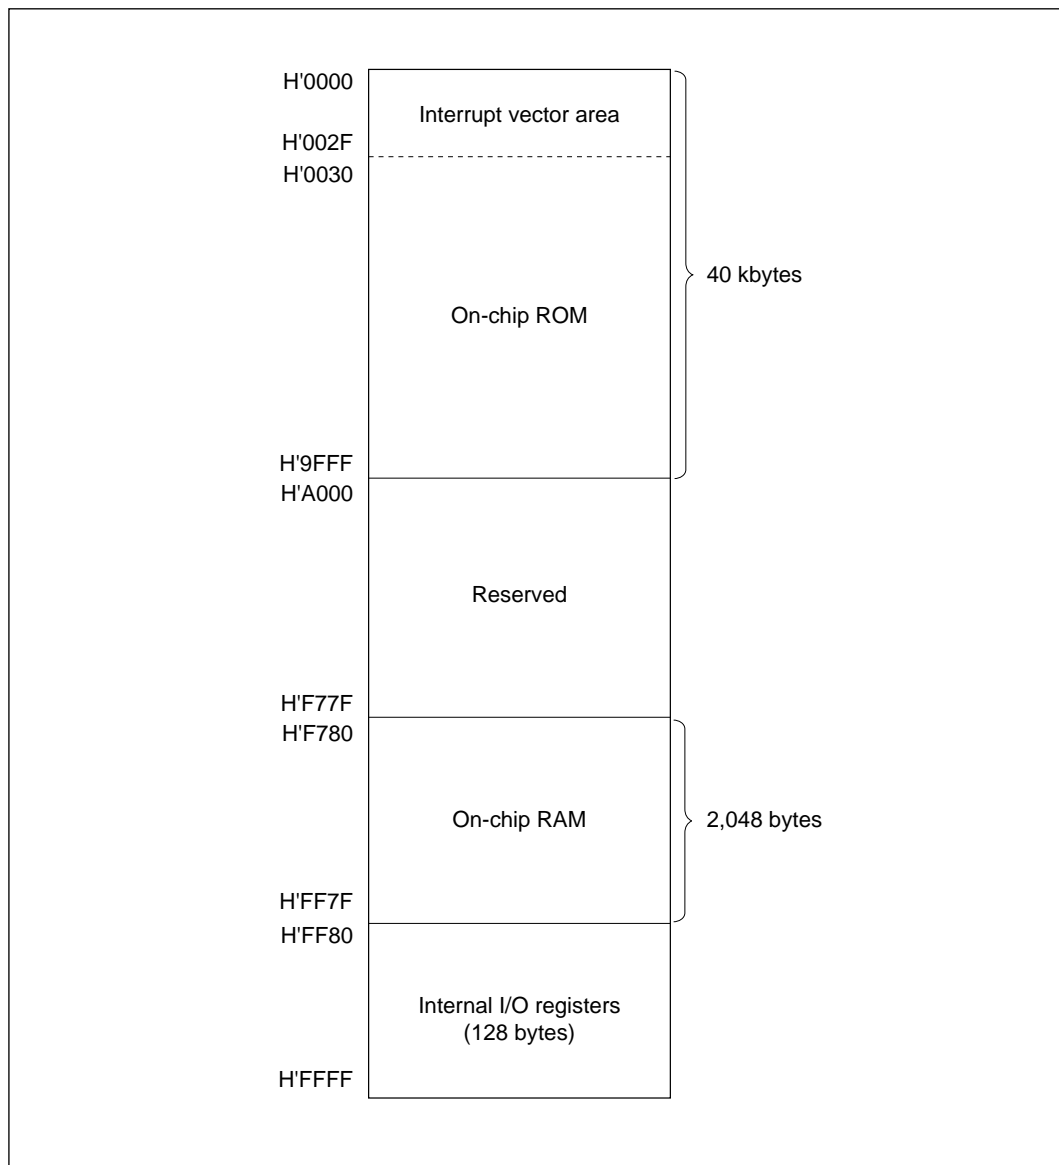 H'0000
Interrupt vector area
H'002F
H'0030
40 kbytes
On-chip ROM
H'9FFF
H'A000
Reserved
H'F77F
H'F780
On-chip RAM
2,048 bytes
H'FF7F
H'FF80
Internal I/O registers
(128 bytes)
H'FFFF